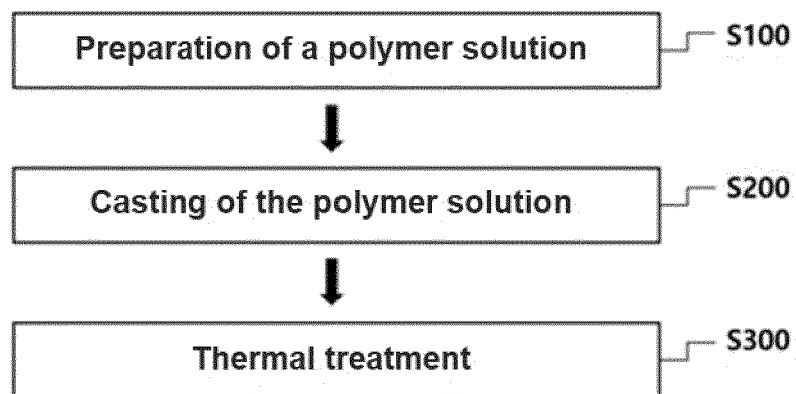 Preparation of a polymer solution S100
Casting of the polymer solution S200
Thermal treatment S300